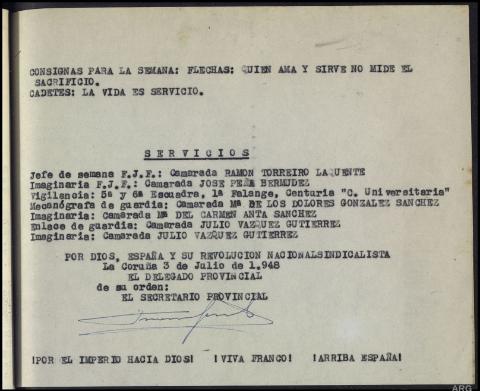 CONSIGNAS PARA LA SEMANA: FLECHAS: QUIEN AMA Y SIRVE NO MIDE EL
SACRIFICIO.
CADETES: LA VIDA ES SERVICIO.
SERVICIOS
Jefe de semana F.J.F.: Camarada RAMON TORREIRO LAQUENTE
Imaginaria F.J.F.: Camarada JOSE PEÑA BERMUDEZ
Vigilancia: 5ª y 6ª Escuadra, 1ª Falange, Centuria "C. Universitaria"
Mecanógrafa de guardia: Camarada Mª DE LOS DOLORES GONZALEZ SANCHEZ
Imaginaria: Camarada Mª DEL CARMEN ANTA SANCHEZ
Enlace de guardia: Camarada JULIO VAZQUEZ GUTIERREZ
Imaginaria: Camarada JULIO VAZQUEZ GUTIERREZ
POR DIOS, ESPAÑA Y SU REVOLUCION NACIONALSINDICALISTA
La Coruña 3 de Julio de 1.948
EL DELEGADO PROVINCIAL
de su orden:
EL SECRETARIO PROVINCIAL
¡POR EL IMPERIO HACIA DIOS! ¡VIVA FRANCO! ¡ARRIBA ESPAÑA!
ARG